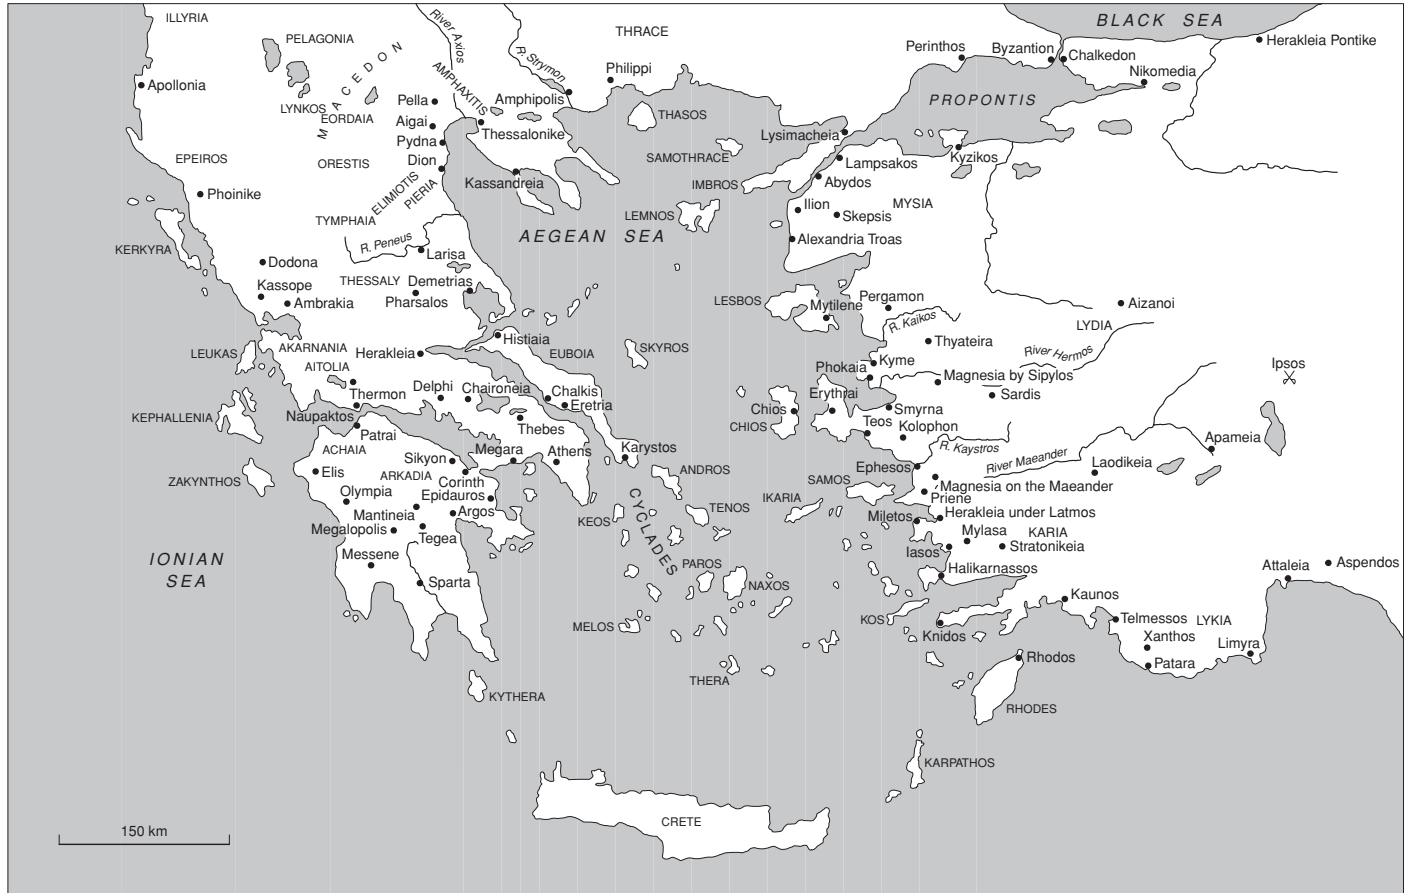 ILLYRIA
BLACK SEA
PELAGONIA
River Axios
R. Strymon
THRACE
Perinthos
Byzantion
Chalkedon
Herakleia Pontike
MACEDON
Philippi
Nikomedia
Apollonia
AMPHAXITIS
Pella
Amphipolis
PROPONTIS
LYNKOS
EORDAIA
Aigai
THASOS
Thessalonike
Lysimacheia
Pydna
EPEIROS
ORESTIS
Dion
SAMOTHRACE
Lampsakos
Kyzikos
Kassandreia
IMBROS
Abydos
ELIMIOTIS
PIERIA
Phoinike
Ilion
MYSIA
TYMPHAIA
LEMNOS
Skepsis
R. Peneus
AEGEAN SEA
Alexandria Troas
KERKYRA
Larisa
Dodona
THESSALY
Demetrias
Kassope
Pharsalos
Ambrakia
LESBOS
Mytilene
Pergamon
Aizanoi
R. Kaikos
LYDIA
Histiaia
Thyateira
LEUKAS
AKARNANIA
Herakleia
EUBOIA
SKYROS
River Hermos
AITOLIA
Phokaia
Kyme
Ipsos
Magnesia by Sipylos
Thermon
Delphi
Chaironeia
Chalkis
Erythrai
Sardis
Eretria
KEPHALLENIA
Naupaktos
Chios
Smyrna
Thebes
CHIOS
Teos
Kolophon
Patrai
ACHAIA
Sikyon
Megara
Athens
Karystos
R. Kaystros
Apameia
Elis
ARKADIA
Corinth
ANDROS
Ephesos
River Maeander
Laodikeia
ZAKYNTHOS
Olympia
Epidauros
SAMOS
Magnesia on the Maeander
IKARIA
Priene
Mantineia
Argos
KEOS
CYCLADES
TENOS
Miletos
Herakleia under Latmos
Megalopolis
Tegea
Mylasa
KARIA
IONIAN
SEA
Messene
Iasos
Stratonikeia
PAROS
Halikarnassos
Attaleia
Aspendos
Sparta
NAXOS
Kaunos
MELOS
KOS
Knidos
Telmessos
LYKIA
Xanthos
Limyra
Rhodos
Patara
THERA
KYTHERA
RHODES
KARPATHOS
CRETE
150 km